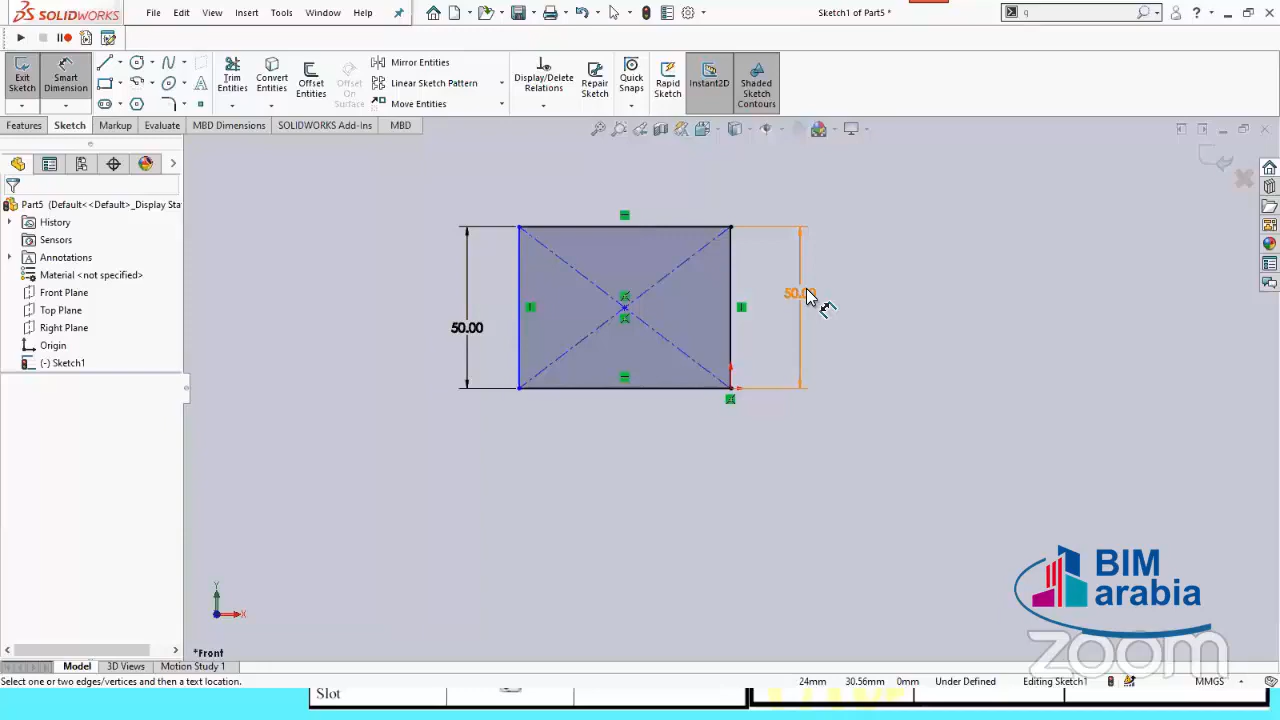 SOLIDWORKS File Edit View Insert Tools Window Help Sketch1 of Part5 * q ?
Exit Sketch Smart Dimension Trim Entities Convert Entities Offset Entities Offset On Surface Mirror Entities Linear Sketch Pattern Move Entities Display/Delete Relations Repair Sketch Quick Snaps Rapid Sketch Instant2D Shaded Sketch Contours
Features Sketch Markup Evaluate MBD Dimensions SOLIDWORKS Add-Ins MBD
Part5 (Default<<Default>_Display Sta
History
Sensors
Annotations
Material <not specified>
Front Plane
Top Plane
Right Plane
Origin
(-) Sketch1
50.00
50.00
Y
X
*Front
BIM
arabia
zoom
Model 3D Views Motion Study 1
Select one or two edges/vertices and then a text location. 24mm 30.56mm 0mm Under Defined Editing Sketch1 MMGS
Slot